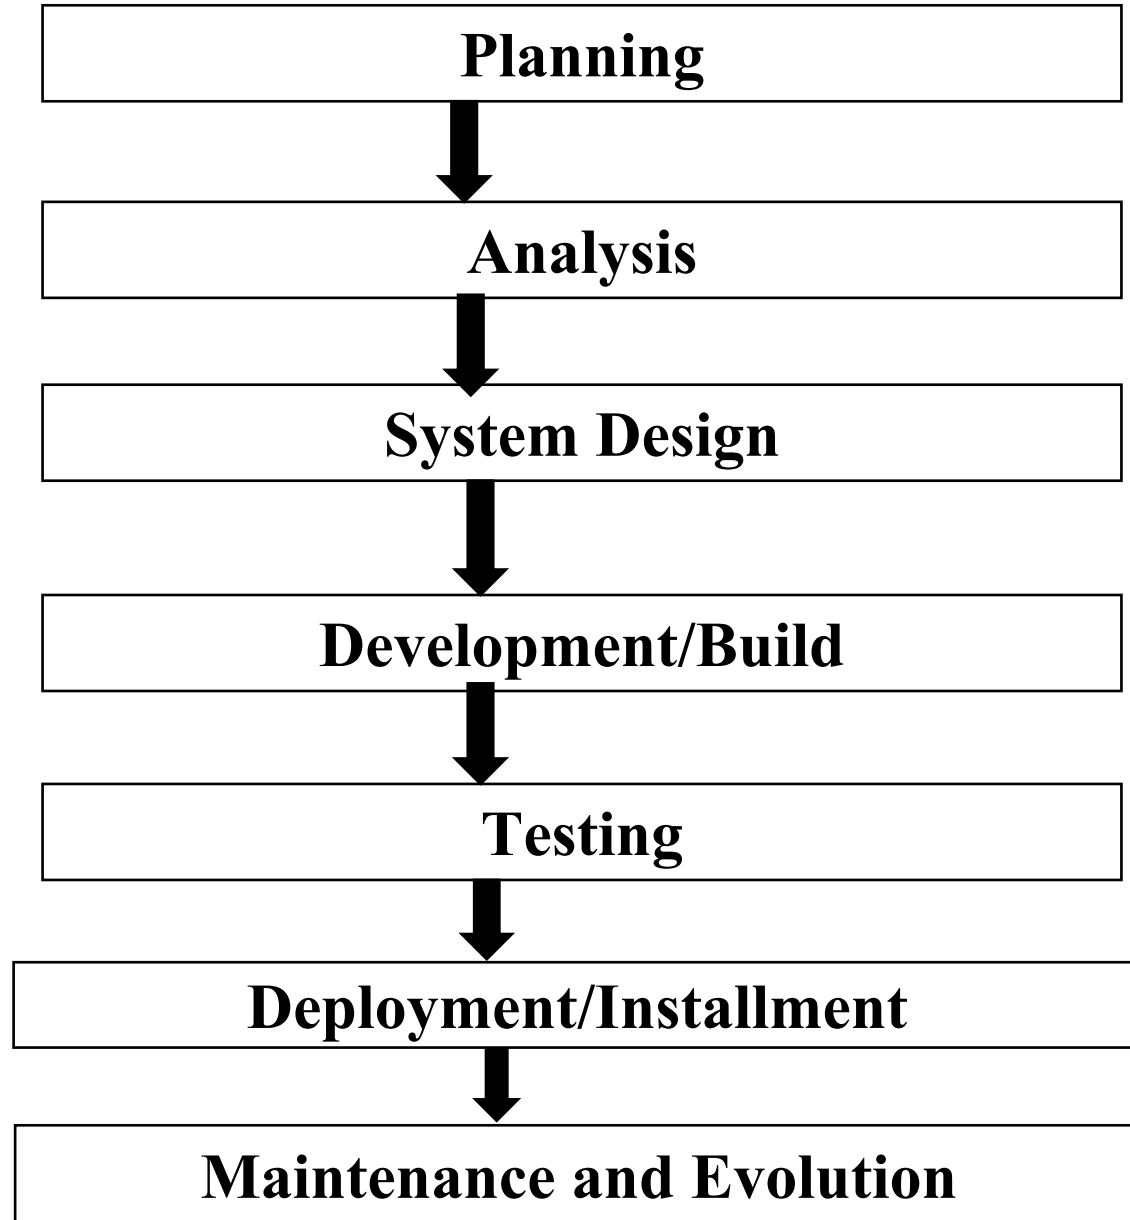 Planning
Analysis
System Design
Development/Build
Testing
Deployment/Installment
Maintenance and Evolution